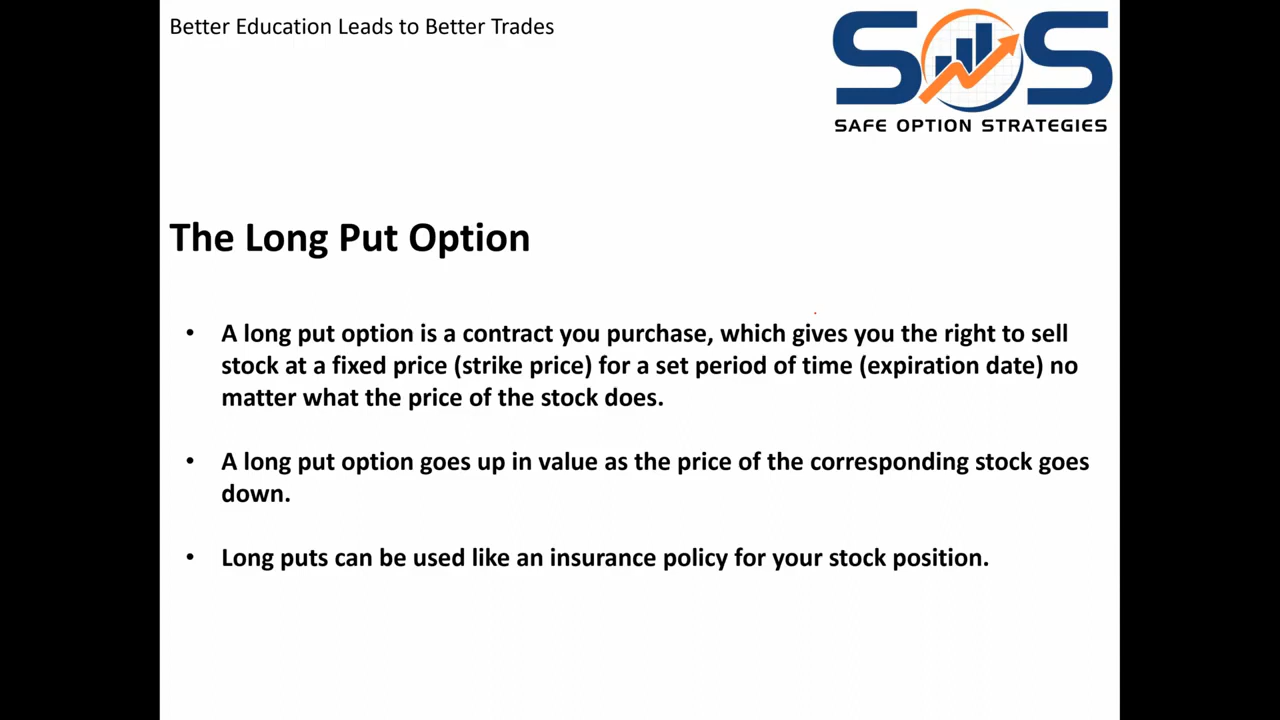 Better Education Leads to Better Trades
SOS
SAFE OPTION STRATEGIES
The Long Put Option
• A long put option is a contract you purchase, which gives you the right to sell
stock at a fixed price (strike price) for a set period of time (expiration date) no
matter what the price of the stock does.
• A long put option goes up in value as the price of the corresponding stock goes
down.
• Long puts can be used like an insurance policy for your stock position.